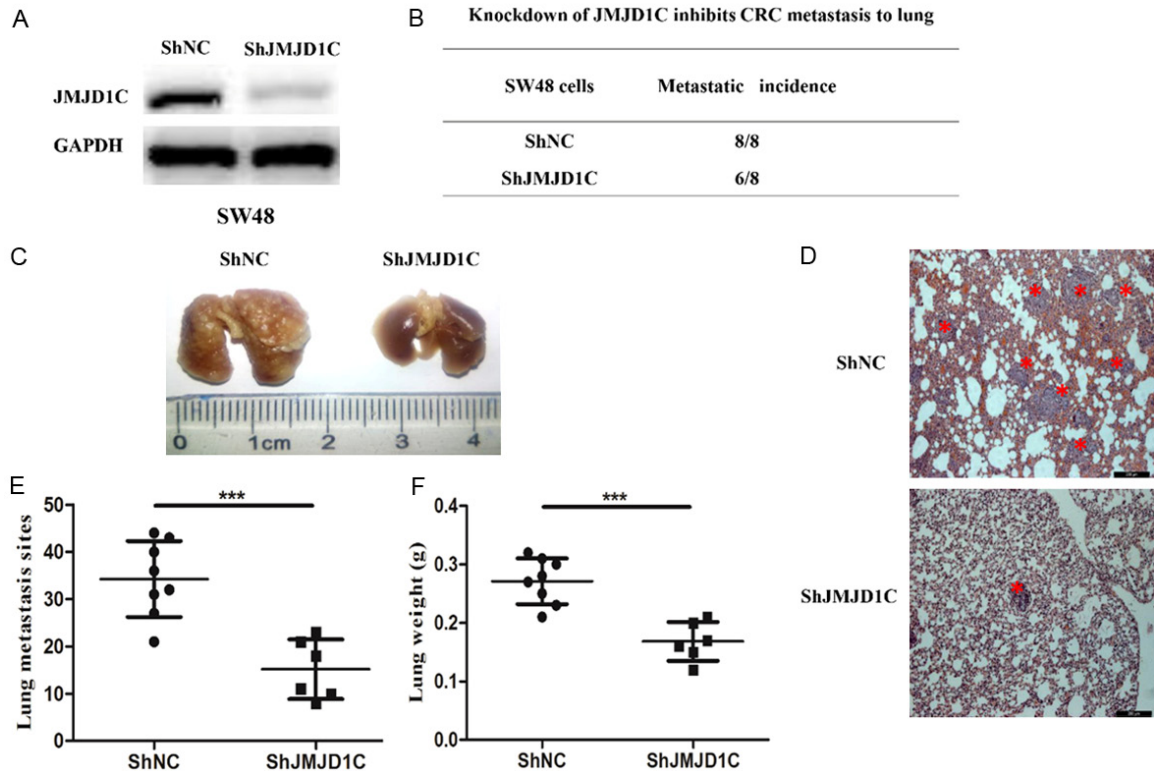 A
ShNC ShJMJD1C
JMJD1C
GAPDH
SW48
B
Knockdown of JMJD1C inhibits CRC metastasis to lung
SW48 cells Metastatic incidence
ShNC 8/8
ShJMJD1C 6/8
C
ShNC ShJMJD1C
0 1cm 2 3 4
D
ShNC
* * *
*
* *
*
*
ShJMJD1C
*
E
***
Lung metastasis sites
50
40
30
20
10
0
ShNC ShJMJD1C
F
***
Lung weight (g)
0.4
0.3
0.2
0.1
0.0
ShNC ShJMJD1C